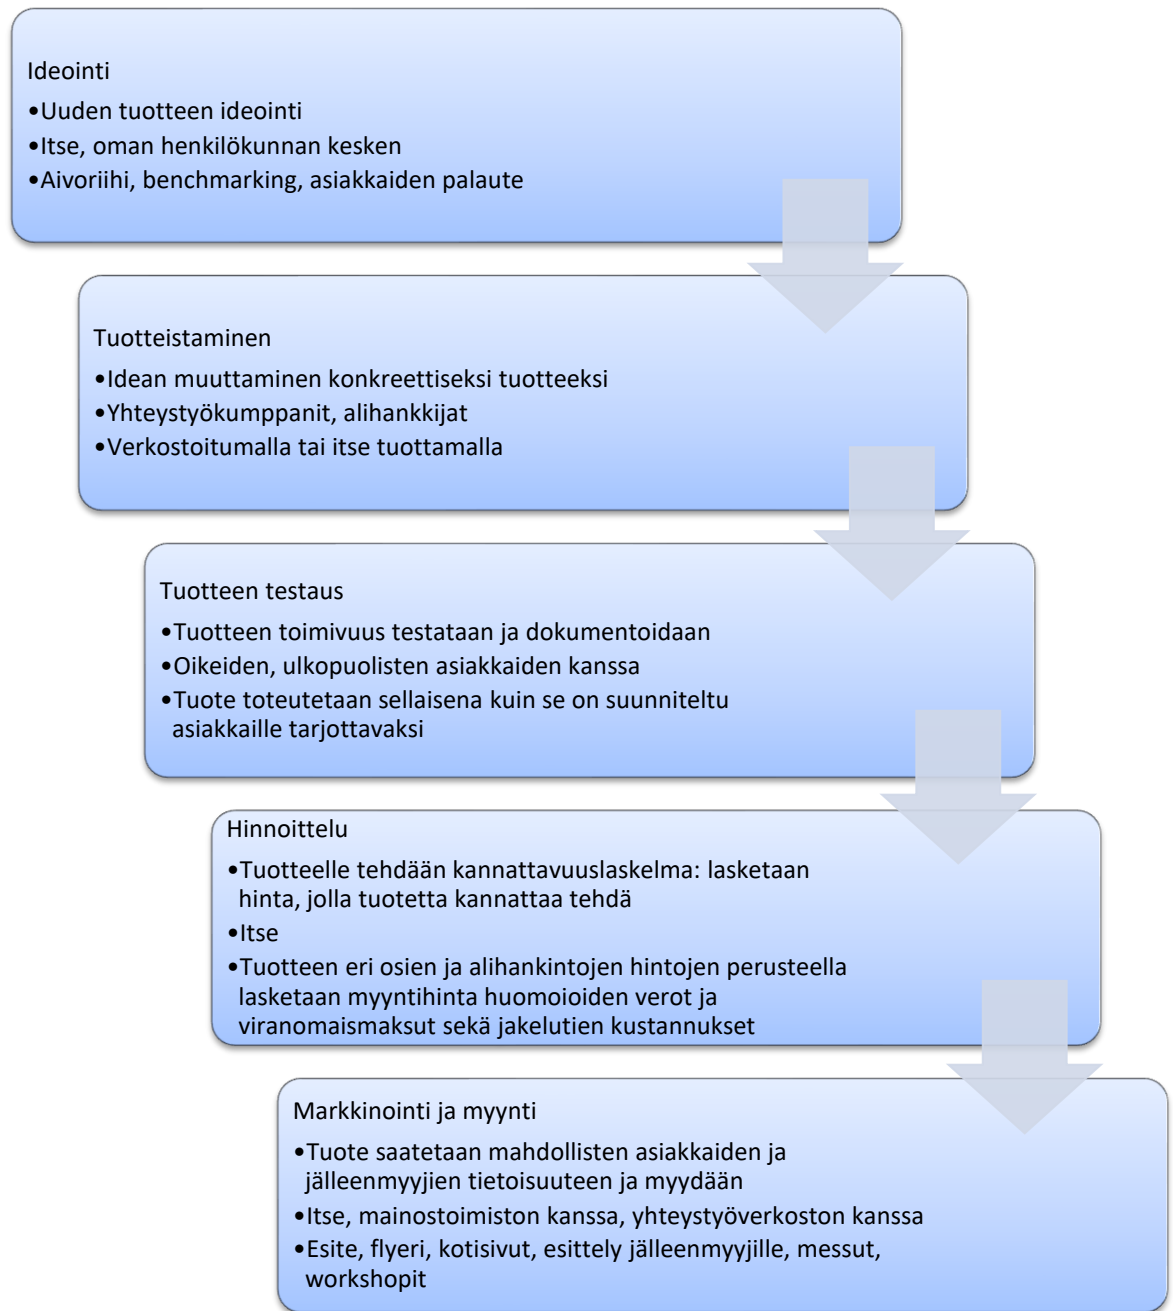 Ideointi
•Uuden tuotteen ideointi
•Itse, oman henkilökunnan kesken
•Aivoriihi, benchmarking, asiakkaiden palaute
Tuotteistaminen
•Idean muuttaminen konkreettiseksi tuotteeksi
•Yhteystyökumppanit, alihankkijat
•Verkostoitumalla tai itse tuottamalla
Tuotteen testaus
•Tuotteen toimivuus testataan ja dokumentoidaan
•Oikeiden, ulkopuolisten asiakkaiden kanssa
•Tuote toteutetaan sellaisena kuin se on suunniteltu
asiakkaille tarjottavaksi
Hinnoittelu
•Tuotteelle tehdään kannattavuuslaskelma: lasketaan
hinta, jolla tuotetta kannattaa tehdä
•Itse
•Tuotteen eri osien ja alihankintojen hintojen perusteella
lasketaan myyntihinta huomoioiden verot ja
viranomaismaksut sekä jakelutien kustannukset
Markkinointi ja myynti
•Tuote saatetaan mahdollisten asiakkaiden ja
jälleenmyyjien tietoisuuteen ja myydään
•Itse, mainostoimiston kanssa, yhteystyöverkoston kanssa
•Esite, flyeri, kotisivut, esittely jälleenmyyjille, messut,
workshopit